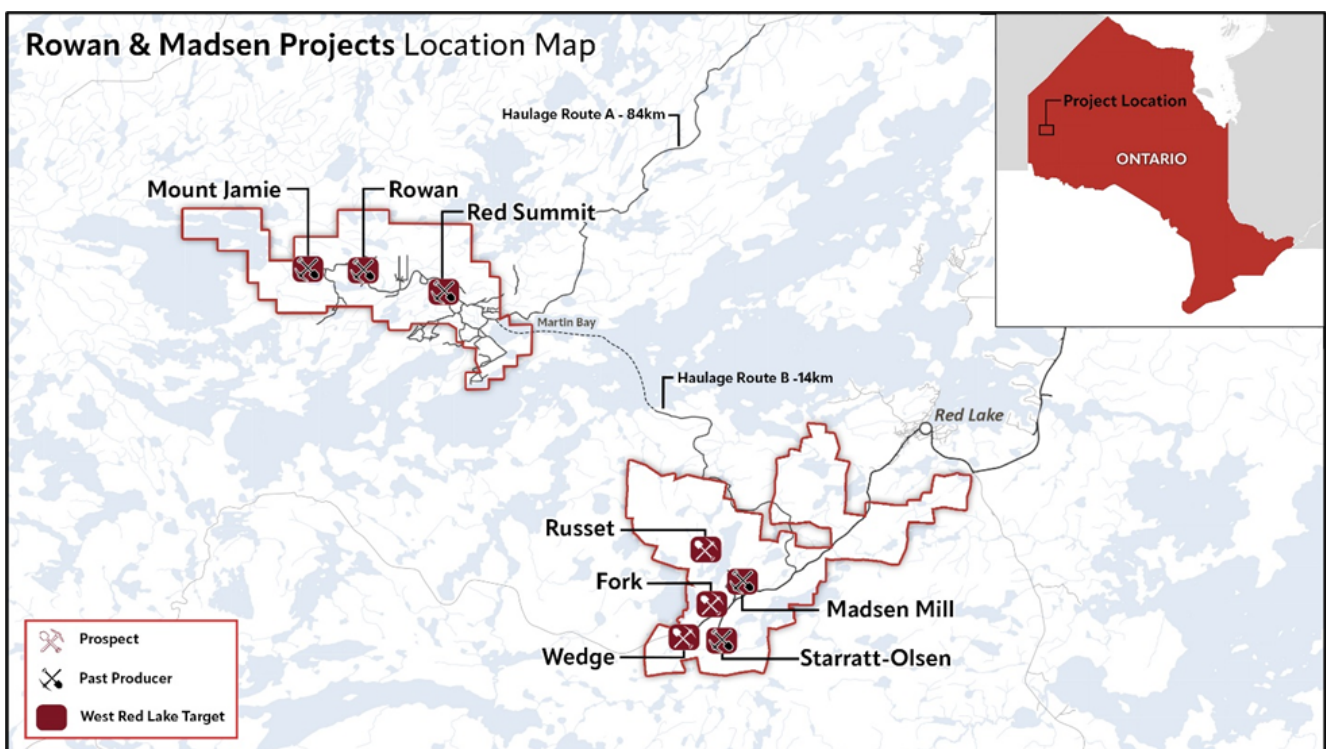 Rowan & Madsen Projects Location Map
Haulage Route A - 84km
Project Location
ONTARIO
Mount Jamie
Rowan
Red Summit
Martin Bay
Haulage Route B -14km
Red Lake
Russet
Fork
Madsen Mill
Wedge
Starratt-Olsen
Prospect
Past Producer
West Red Lake Target